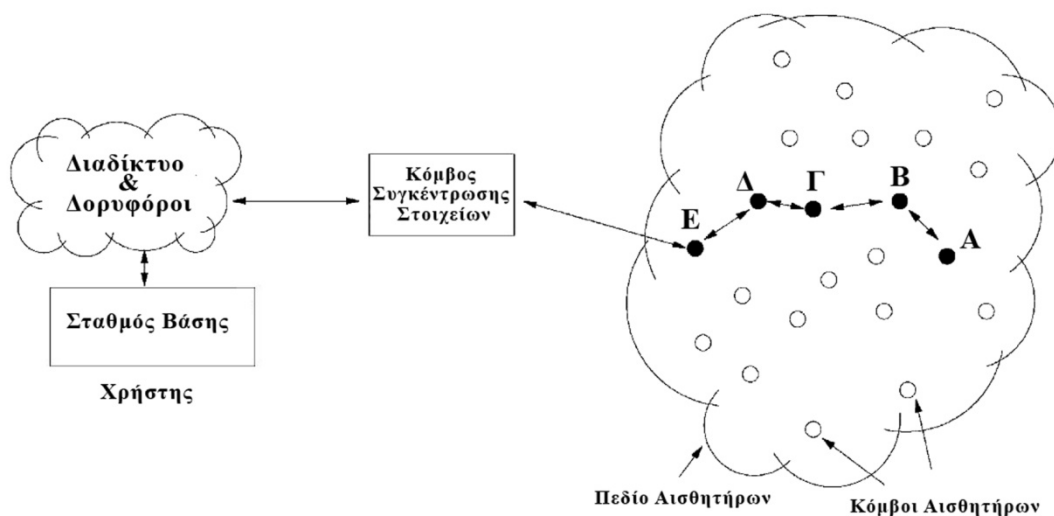 Διαδίκτυο
&
Δορυφόροι
Σταθμός Βάσης
Χρήστης
Κόμβος
Συγκέντρωσης
Στοιχείων
Ε
Δ
Γ
Β
Α
Πεδίο Αισθητήρων
Κόμβοι Αισθητήρων